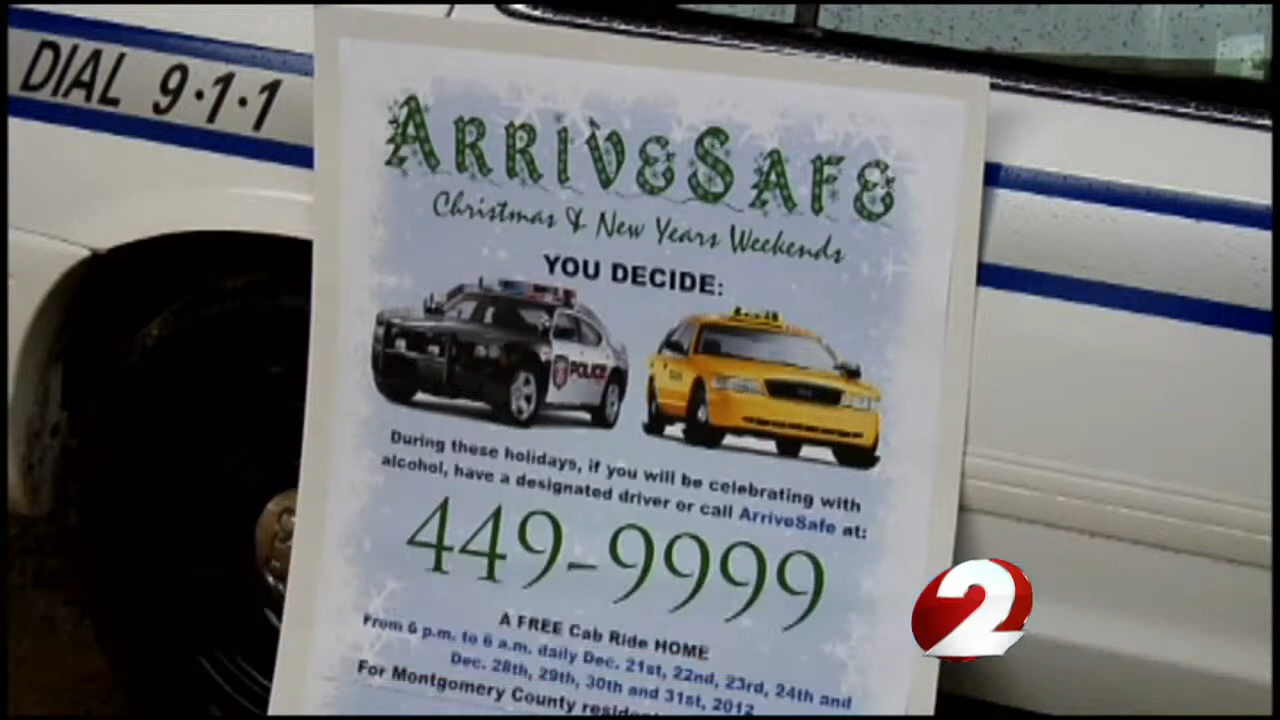 DIAL 9·1·1
ARRIVESAFE
Christmas & New Years Weekends
YOU DECIDE:
POLICE
During these holidays, if you will be celebrating with
alcohol, have a designated driver or call ArriveSafe at:
449-9999
A FREE Cab Ride HOME
From 6 p.m. to 6 a.m. daily Dec. 21st, 22nd, 23rd, 24th and
Dec. 28th, 29th, 30th and 31st, 2012
For Montgomery County
2